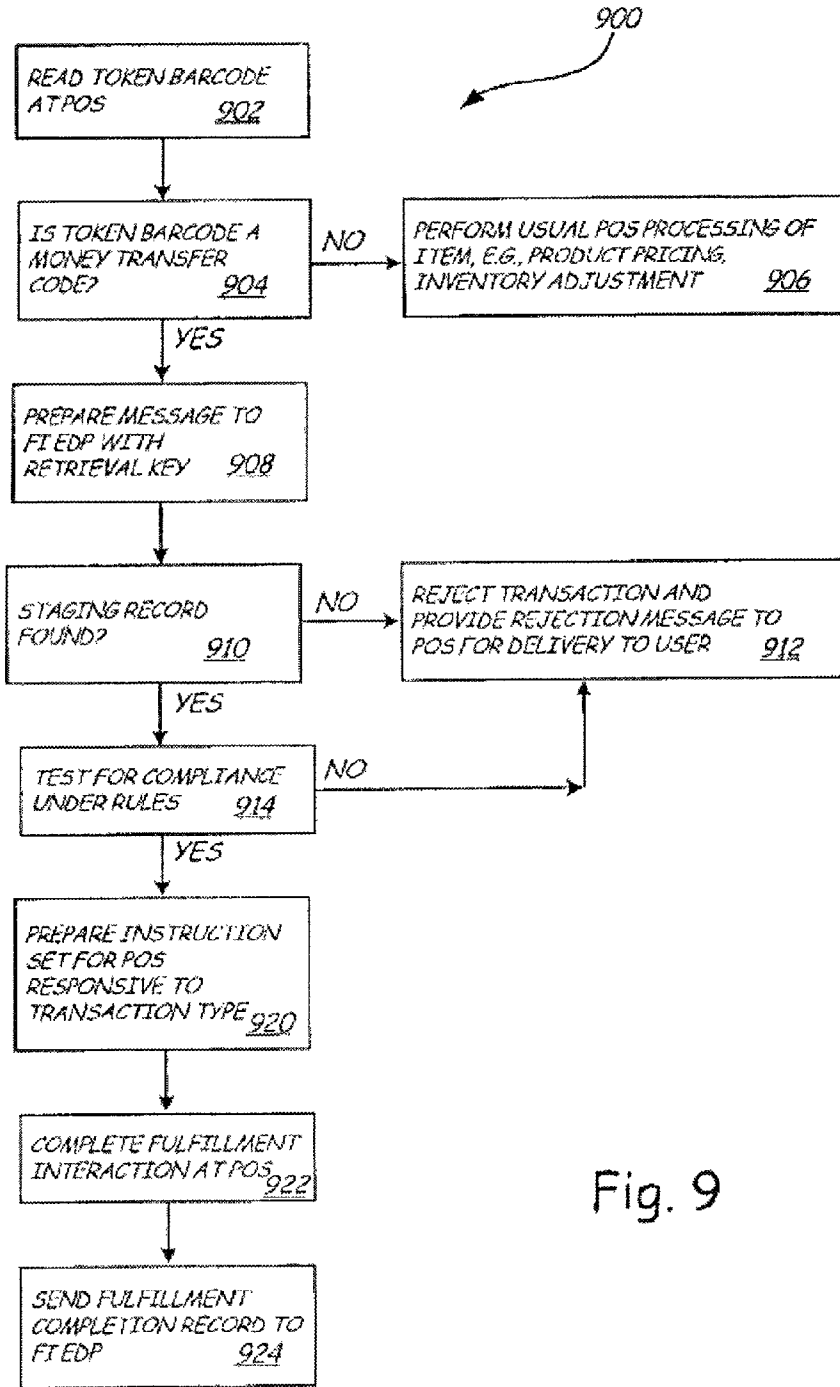 900
READ TOKEN BARCODE
AT POS
902
IS TOKEN BARCODE A
MONEY TRANSFER
CODE?
904
NO
PERFORM USUAL POS PROCESSING OF
ITEM, E.G., PRODUCT PRICING,
INVENTORY ADJUSTMENT
906
YES
PREPARE MESSAGE TO
FI EDP WITH
RETRIEVAL KEY
908
STAGING RECORD
FOUND?
910
NO
REJECT TRANSACTION AND
PROVIDE REJECTION MESSAGE TO
POS FOR DELIVERY TO USER
912
YES
TEST FOR COMPLIANCE
UNDER RULES
914
NO
YES
PREPARE INSTRUCTION
SET FOR POS
RESPONSIVE TO
TRANSACTION TYPE
920
COMPLETE FULFILLMENT
INTERACTION AT POS
922
SEND FULFILLMENT
COMPLETION RECORD TO
FI EDP
924
Fig. 9